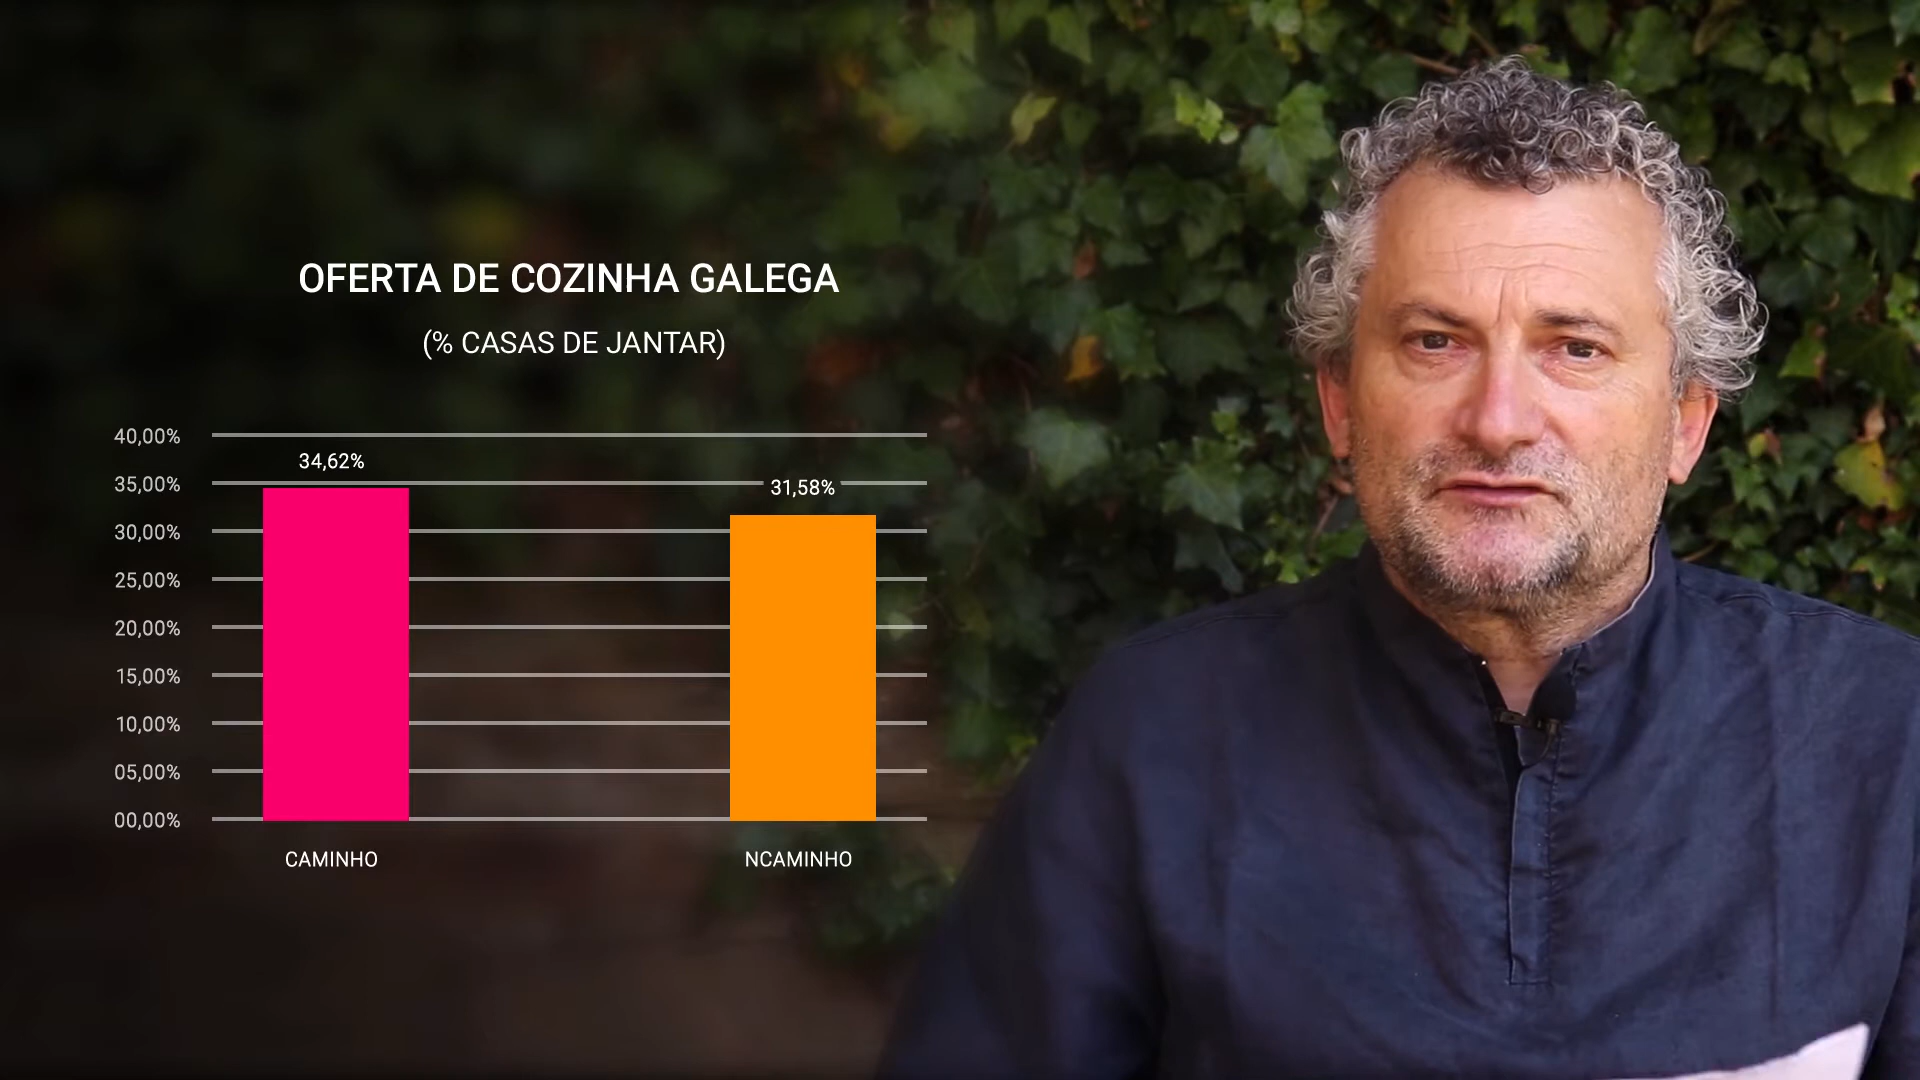 OFERTA DE COZINHA GALEGA
(% CASAS DE JANTAR)
40,00%
34,62%
35,00%
31,58%
30,00%
25,00%
20,00%
15,00%
10,00%
05,00%
00,00%
CAMINHO
NCAMINHO